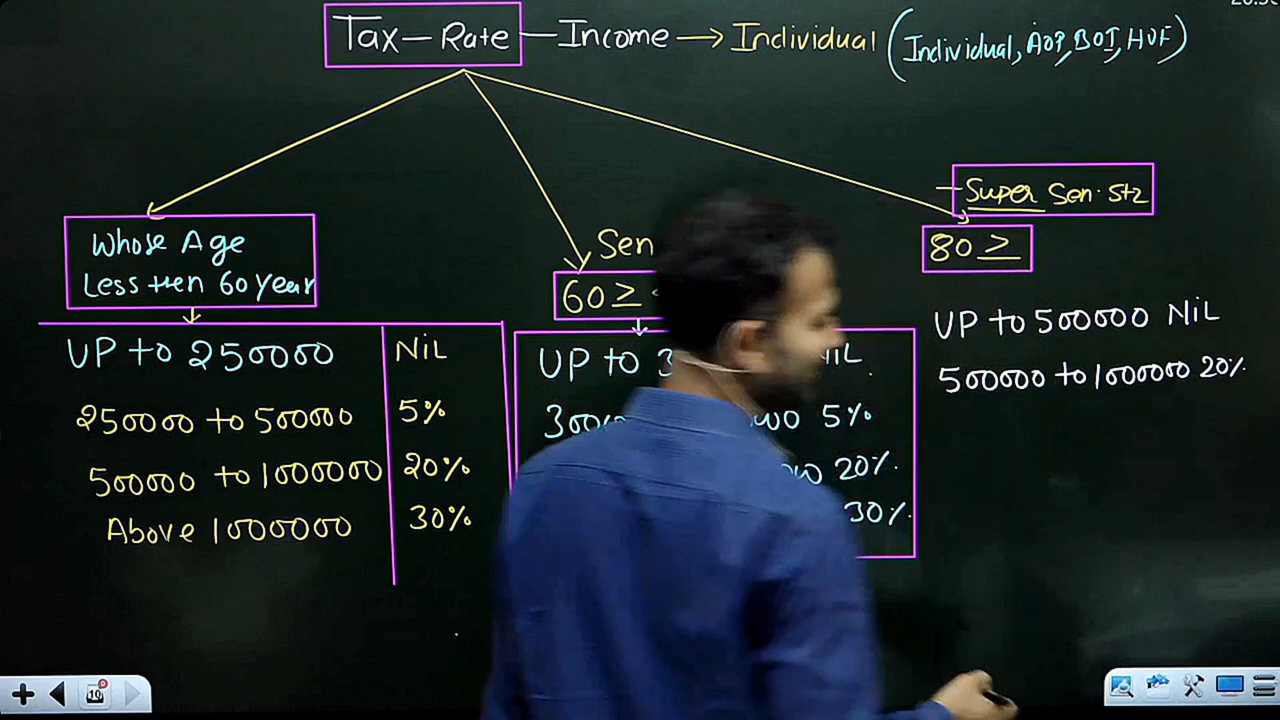 Tax - Rate - Income → Individual (Individual, AOP, BOI, HUF)
Super Sen. Stz
Whose Age
Less then 60 year
Sen
60 ≥
80 ≥
UP to 250000 NiL
250000 to 500000 5%
500000 to 1000000 20%
Above 1000000 30%
UP to 3
5%
20%.
30%.
UP to 500000 NiL
500000 to 1000000 20%.
10